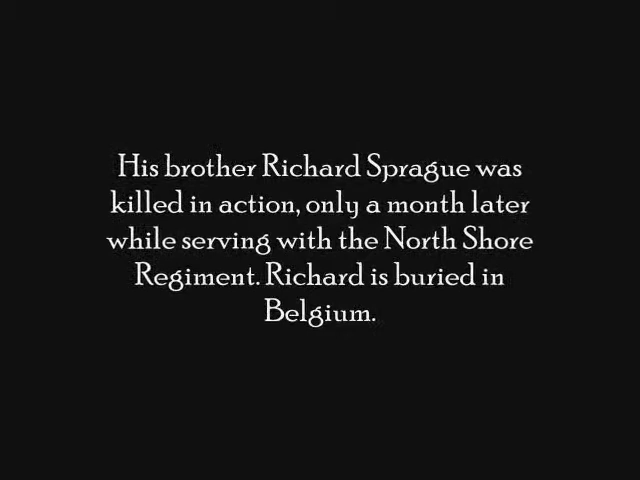 His brother Richard Sprague was
killed in action, only a month later
while serving with the North Shore
Regiment. Richard is buried in
Belgium.